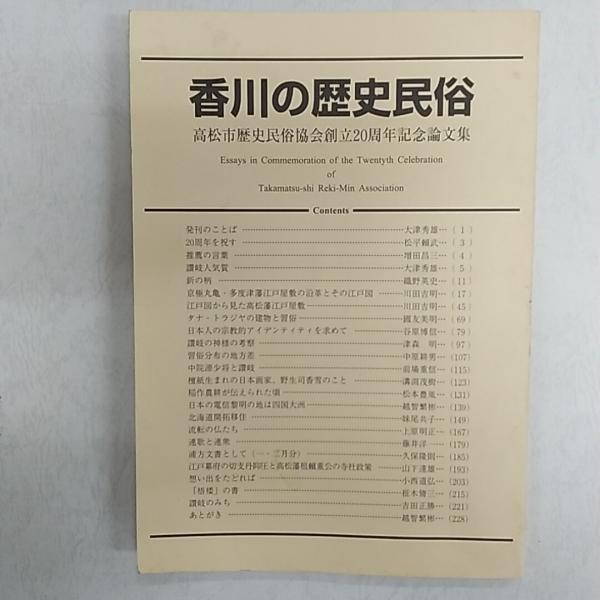 香川の歴史民俗
高松市歴史民俗協会創立20周年記念論文集
Essays in Commemoration of the Twentyth Celebration
of
Takamatsu-shi Reki-Min Association
Contents
発刊のことば 大津秀雄…( 1 )
20周年を祝す 松平頼武…( 3 )
推薦の言葉 増田昌三…( 4 )
讃岐人気質 大津秀雄…( 5 )
新の柄 織野英史…(11)
京極丸亀・多度津藩江戸屋敷の沿革とその江戸図 川田吉明…(17)
江戸図から見た高松藩江戸屋敷 川田吉明…(45)
タナ・トラジヤの建物と習俗 國友美明…(69)
日本人の宗教的アイデンティティを求めて 谷原博信…(79)
讃岐の神様の考察 津森　明…(97)
習俗分布の地方差 中原耕男…(107)
中院源少将と讃岐 前場重信…(115)
檀紙生まれの日本画家、野生司香雪のこと 溝渕茂樹…(123)
稲作農耕が伝えられた頃 松本豊胤…(131)
日本の電信黎明の地は四国大洲 越智繁彬…(139)
北海道開拓移住 妹尾共子…(149)
流転の仏たち 上原明正…(167)
連歌と連衆 藤井洋……(179)
浦方文書として（一・二月分） 久保隆則…(185)
江戸幕府の切支丹抑圧と高松藩祖頼重公の寺社政策 山下達雄…(193)
想い出をたどれば 小西道弘…(203)
「梧楼」の書 柾木脩三…(215)
讃岐のみち 吉田正勝…(221)
あとがき 越智繁彬…(228)